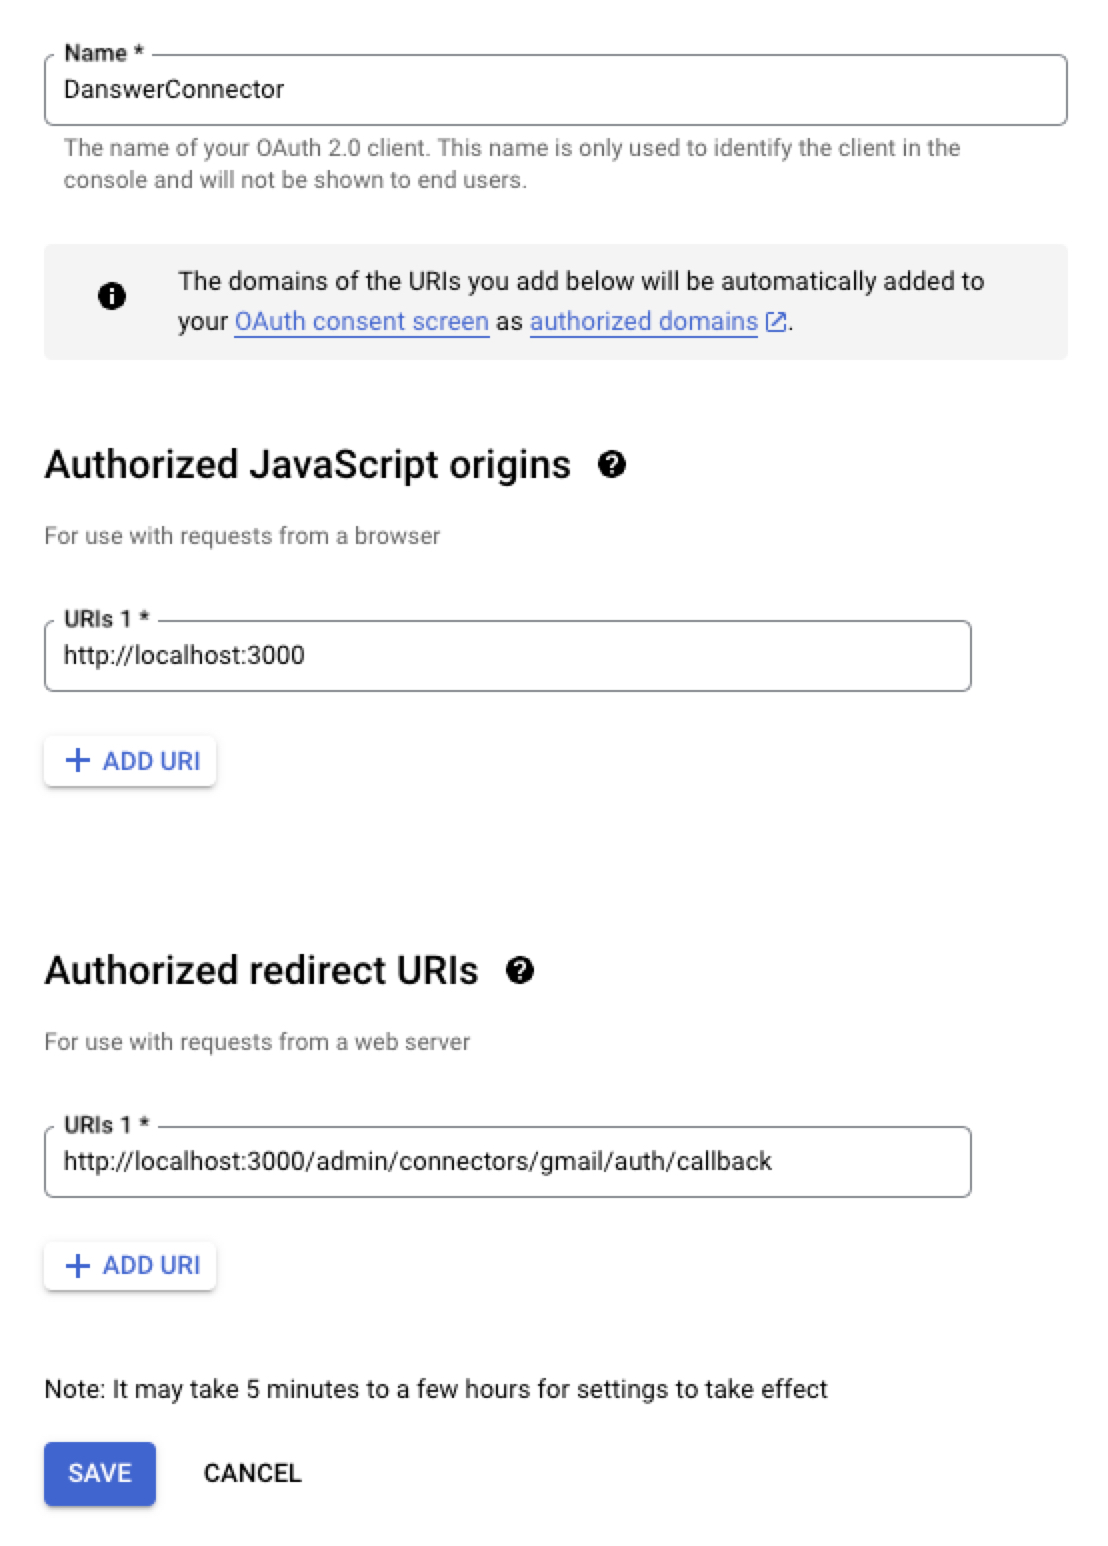 Name *
DanswerConnector
The name of your OAuth 2.0 client. This name is only used to identify the client in the
console and will not be shown to end users.
The domains of the URIs you add below will be automatically added to
your OAuth consent screen as authorized domains.
Authorized JavaScript origins
For use with requests from a browser
URIs 1 *
http://localhost:3000
+ ADD URI
Authorized redirect URIs
For use with requests from a web server
URIs 1 *
http://localhost:3000/admin/connectors/gmail/auth/callback
+ ADD URI
Note: It may take 5 minutes to a few hours for settings to take effect
SAVE CANCEL